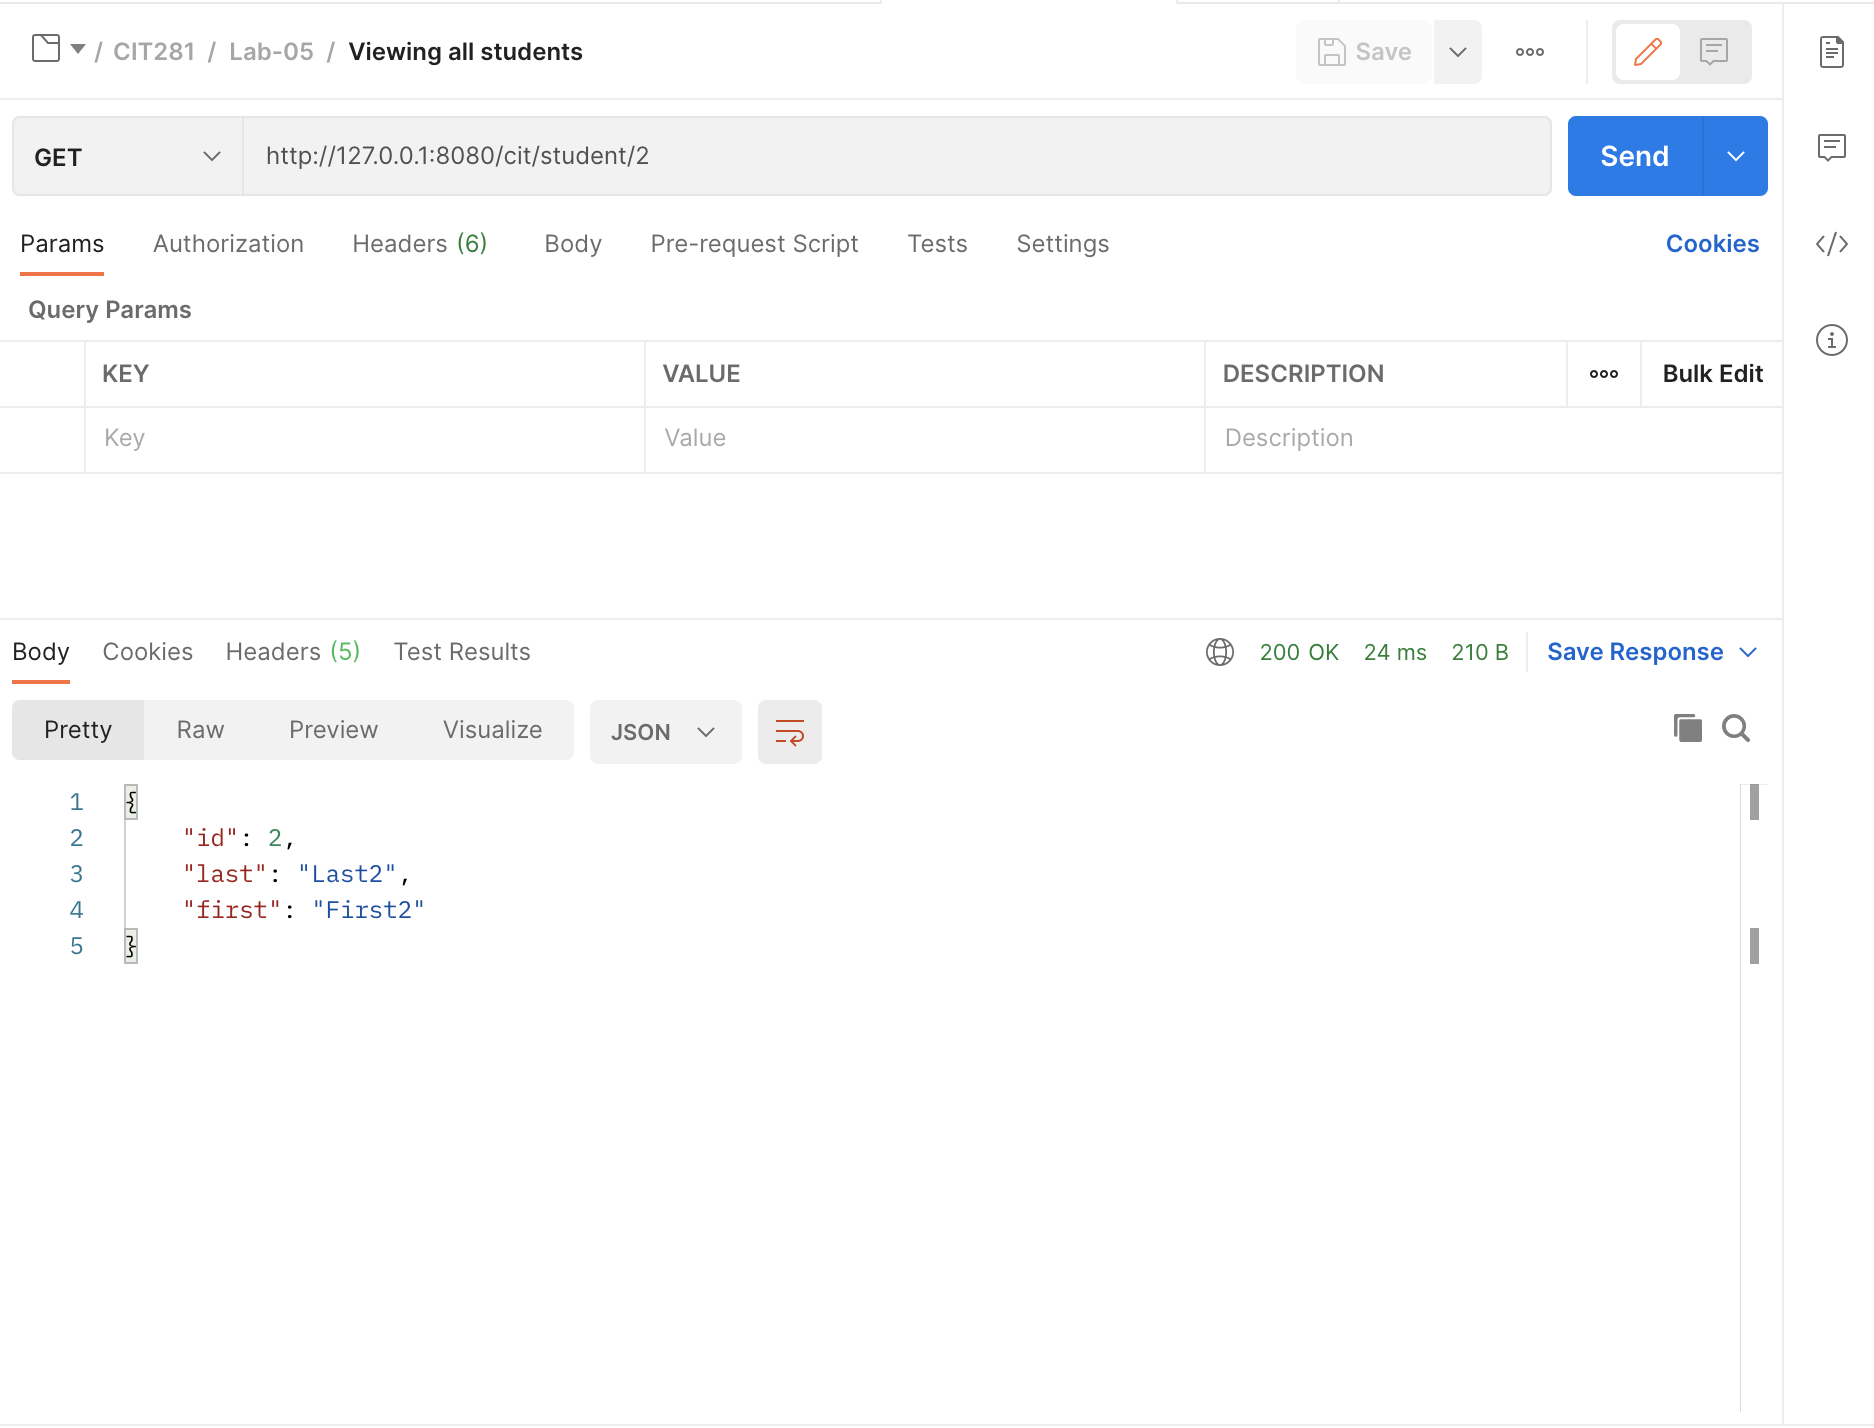 / CIT281 / Lab-05 / Viewing all students
Save
GET
http://127.0.0.1:8080/cit/student/2
Send
Params Authorization Headers (6) Body Pre-request Script Tests Settings Cookies
Query Params
KEY VALUE DESCRIPTION ooo Bulk Edit
Key Value Description
Body Cookies Headers (5) Test Results 200 OK 24 ms 210 B Save Response
Pretty Raw Preview Visualize JSON
1 {
2 "id": 2,
3 "last": "Last2",
4 "first": "First2"
5 }